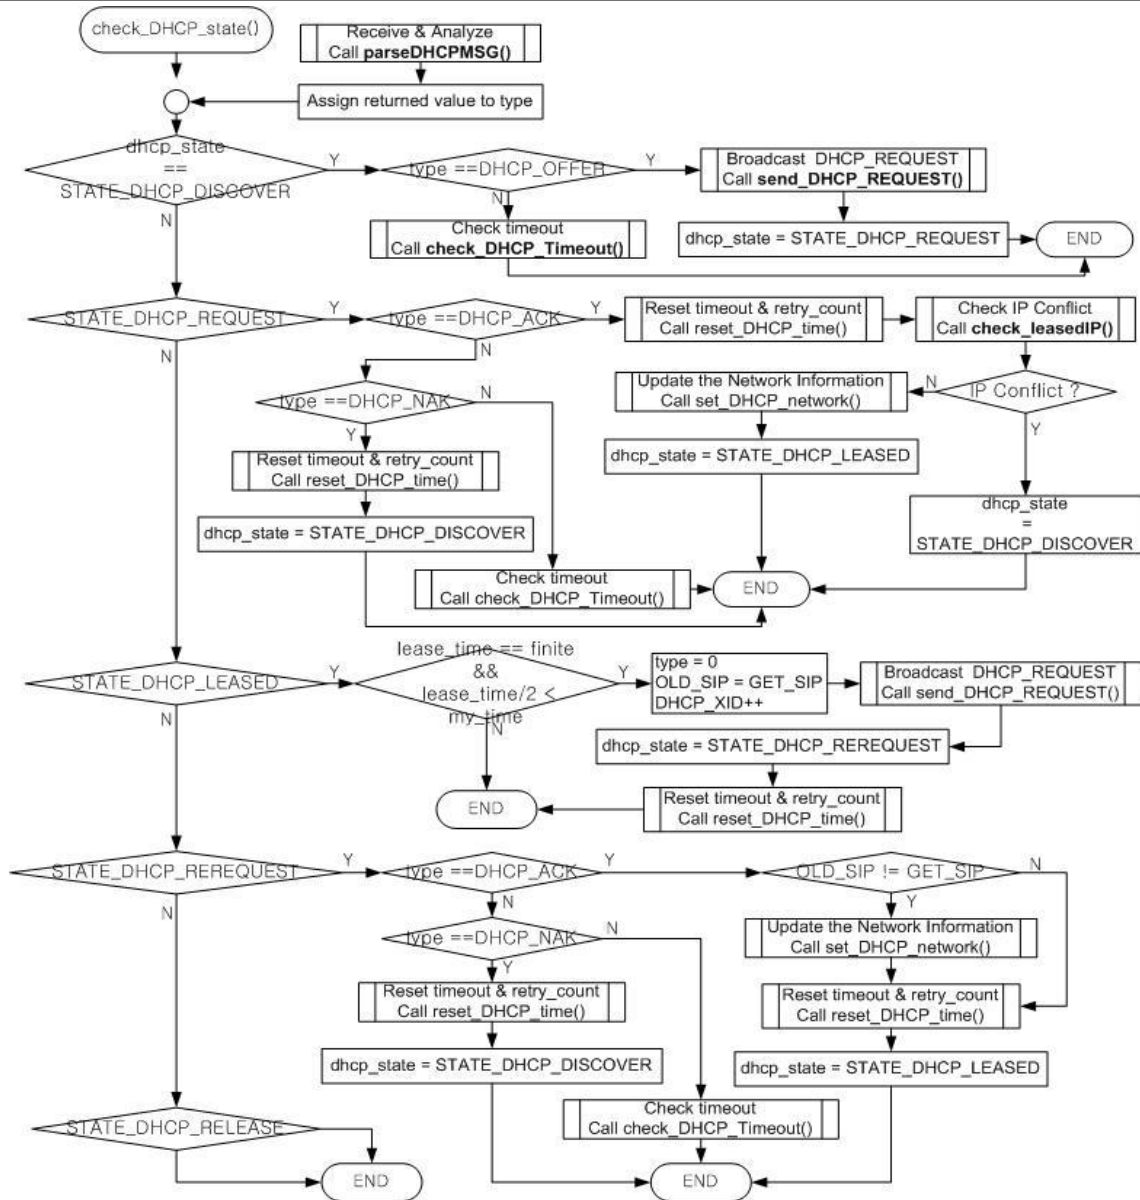 check_DHCP_state()
Receive & Analyze
Call parseDHCPMSG()
Assign returned value to type
dhcp_state
==
STATE_DHCP_DISCOVER
Y
type ==DHCP_OFFER
Y
Broadcast DHCP_REQUEST
Call send_DHCP_REQUEST()
N
N
Check timeout
Call check_DHCP_Timeout()
dhcp_state = STATE_DHCP_REQUEST
END
STATE_DHCP_REQUEST
Y
type ==DHCP_ACK
Y
Reset timeout & retry_count
Call reset_DHCP_time()
Check IP Conflict
Call check_leasedIP()
N
N
type ==DHCP_NAK
N
Update the Network Information
Call set_DHCP_network()
N
IP Conflict ?
Y
Y
Reset timeout & retry_count
Call reset_DHCP_time()
dhcp_state = STATE_DHCP_LEASED
dhcp_state = STATE_DHCP_DISCOVER
dhcp_state
=
STATE_DHCP_DISCOVER
Check timeout
Call check_DHCP_Timeout()
END
STATE_DHCP_LEASED
Y
lease_time == finite
&&
lease_time/2 <
my_time
Y
type = 0
OLD_SIP = GET_SIP
DHCP_XID++
Broadcast DHCP_REQUEST
Call send_DHCP_REQUEST()
N
N
dhcp_state = STATE_DHCP_REREQUEST
Reset timeout & retry_count
Call reset_DHCP_time()
END
STATE_DHCP_REREQUEST
Y
type ==DHCP_ACK
Y
OLD_SIP != GET_SIP
N
N
N
Y
type ==DHCP_NAK
N
Update the Network Information
Call set_DHCP_network()
Y
Reset timeout & retry_count
Call reset_DHCP_time()
Reset timeout & retry_count
Call reset_DHCP_time()
dhcp_state = STATE_DHCP_DISCOVER
dhcp_state = STATE_DHCP_LEASED
Check timeout
Call check_DHCP_Timeout()
STATE_DHCP_RELEASE
END
END